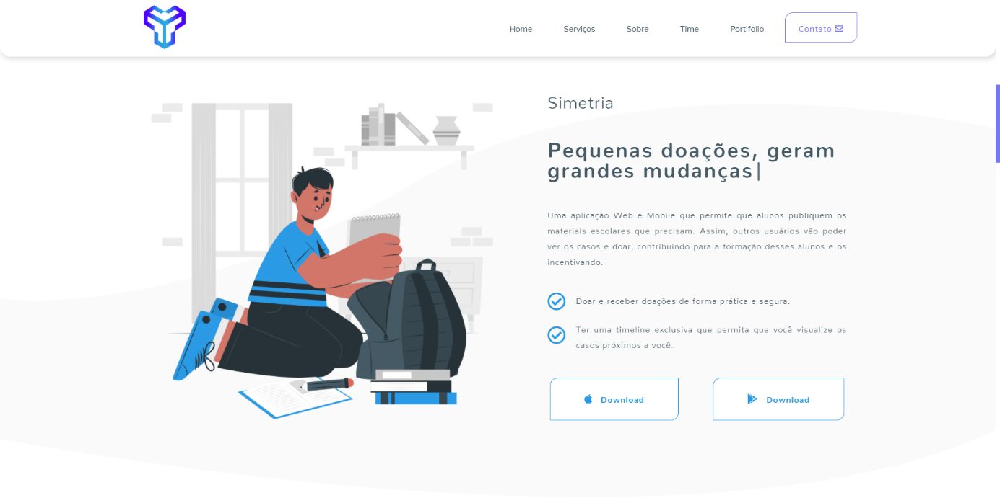 Home Serviços Sobre Time Portifolio Contato
Simetria
Pequenas doações, geram
grandes mudanças|
Uma aplicação Web e Mobile que permite que alunos publiquem os
materiais escolares que precisam. Assim, outros usuários vão poder
ver os casos e doar, contribuindo para a formação desses alunos e os
incentivando.
Doar e receber doações de forma prática e segura.
Ter uma timeline exclusiva que permita que você visualize os
casos próximos a você.
Download Download